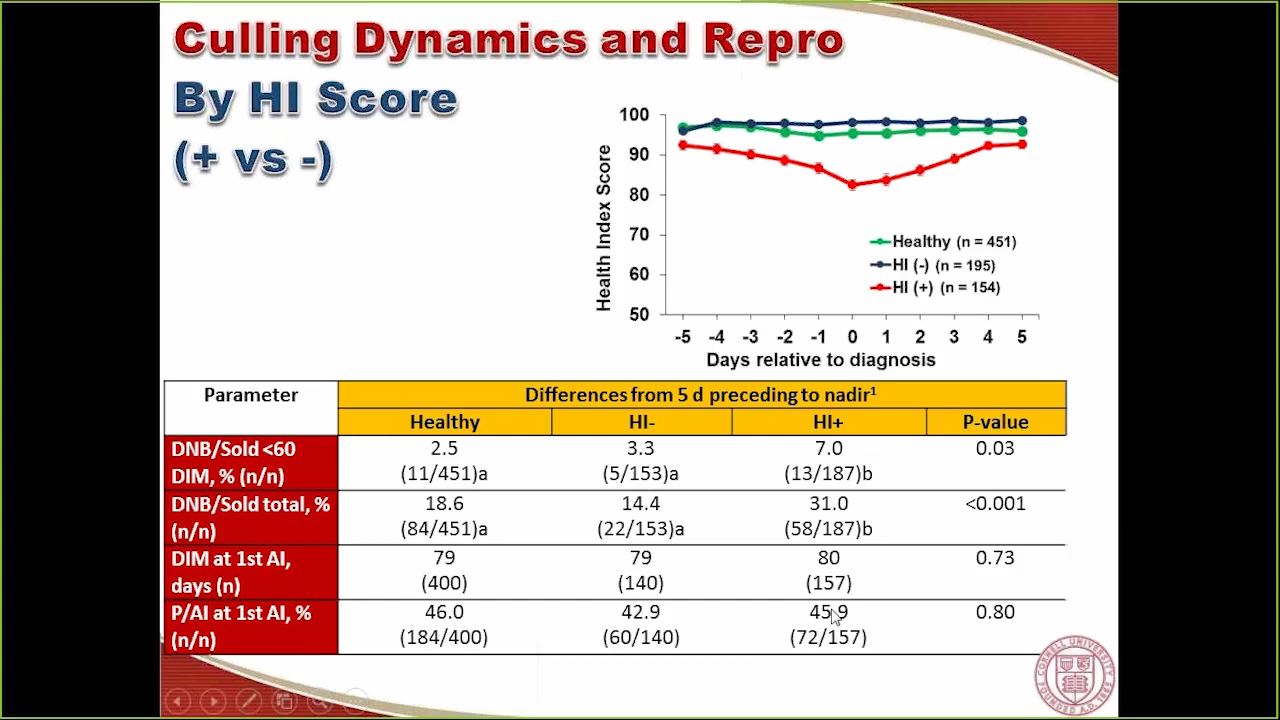 Culling Dynamics and Repro
By HI Score
(+ vs -)
100
90
80
70
60
50
Health Index Score
Healthy (n = 451)
HI (-) (n = 195)
HI (+) (n = 154)
-5 -4 -3 -2 -1 0 1 2 3 4 5
Days relative to diagnosis
Parameter
Differences from 5 d preceding to nadir¹
Healthy HI- HI+ P-value
DNB/Sold <60 2.5 3.3 7.0 0.03
DIM, % (n/n) (11/451)a (5/153)a (13/187)b
DNB/Sold total, % 18.6 14.4 31.0 <0.001
(n/n) (84/451)a (22/153)a (58/187)b
DIM at 1st AI, 79 79 80 0.73
days (n) (400) (140) (157)
P/AI at 1st AI, % 46.0 42.9 45.9 0.80
(n/n) (184/400) (60/140) (72/157)
CORNELL UNIVERSITY
FOUNDED A.D. 1865